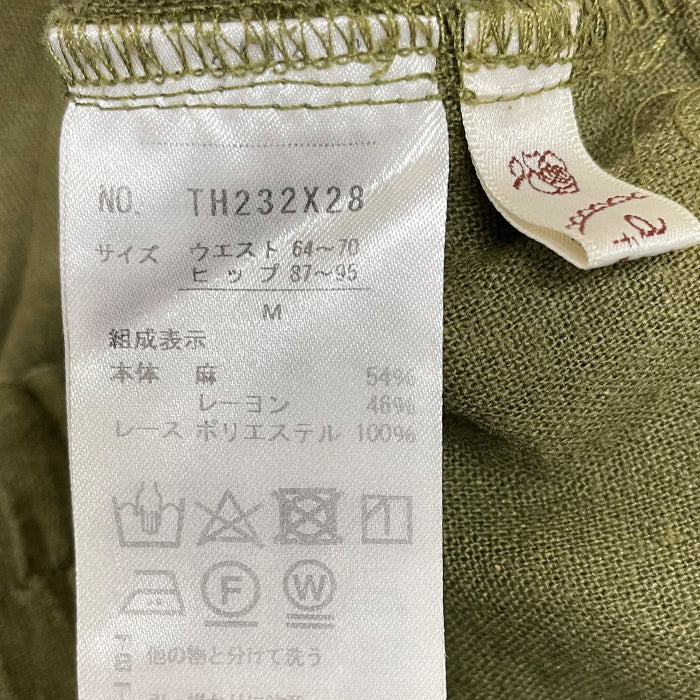 NO. TH232X28
サイズ ウエスト 64～70
ヒップ 87～95
M
組成表示
本体 麻 54%
レーヨン 46%
レース ポリエステル 100%
F W
他の物と分けて洗う